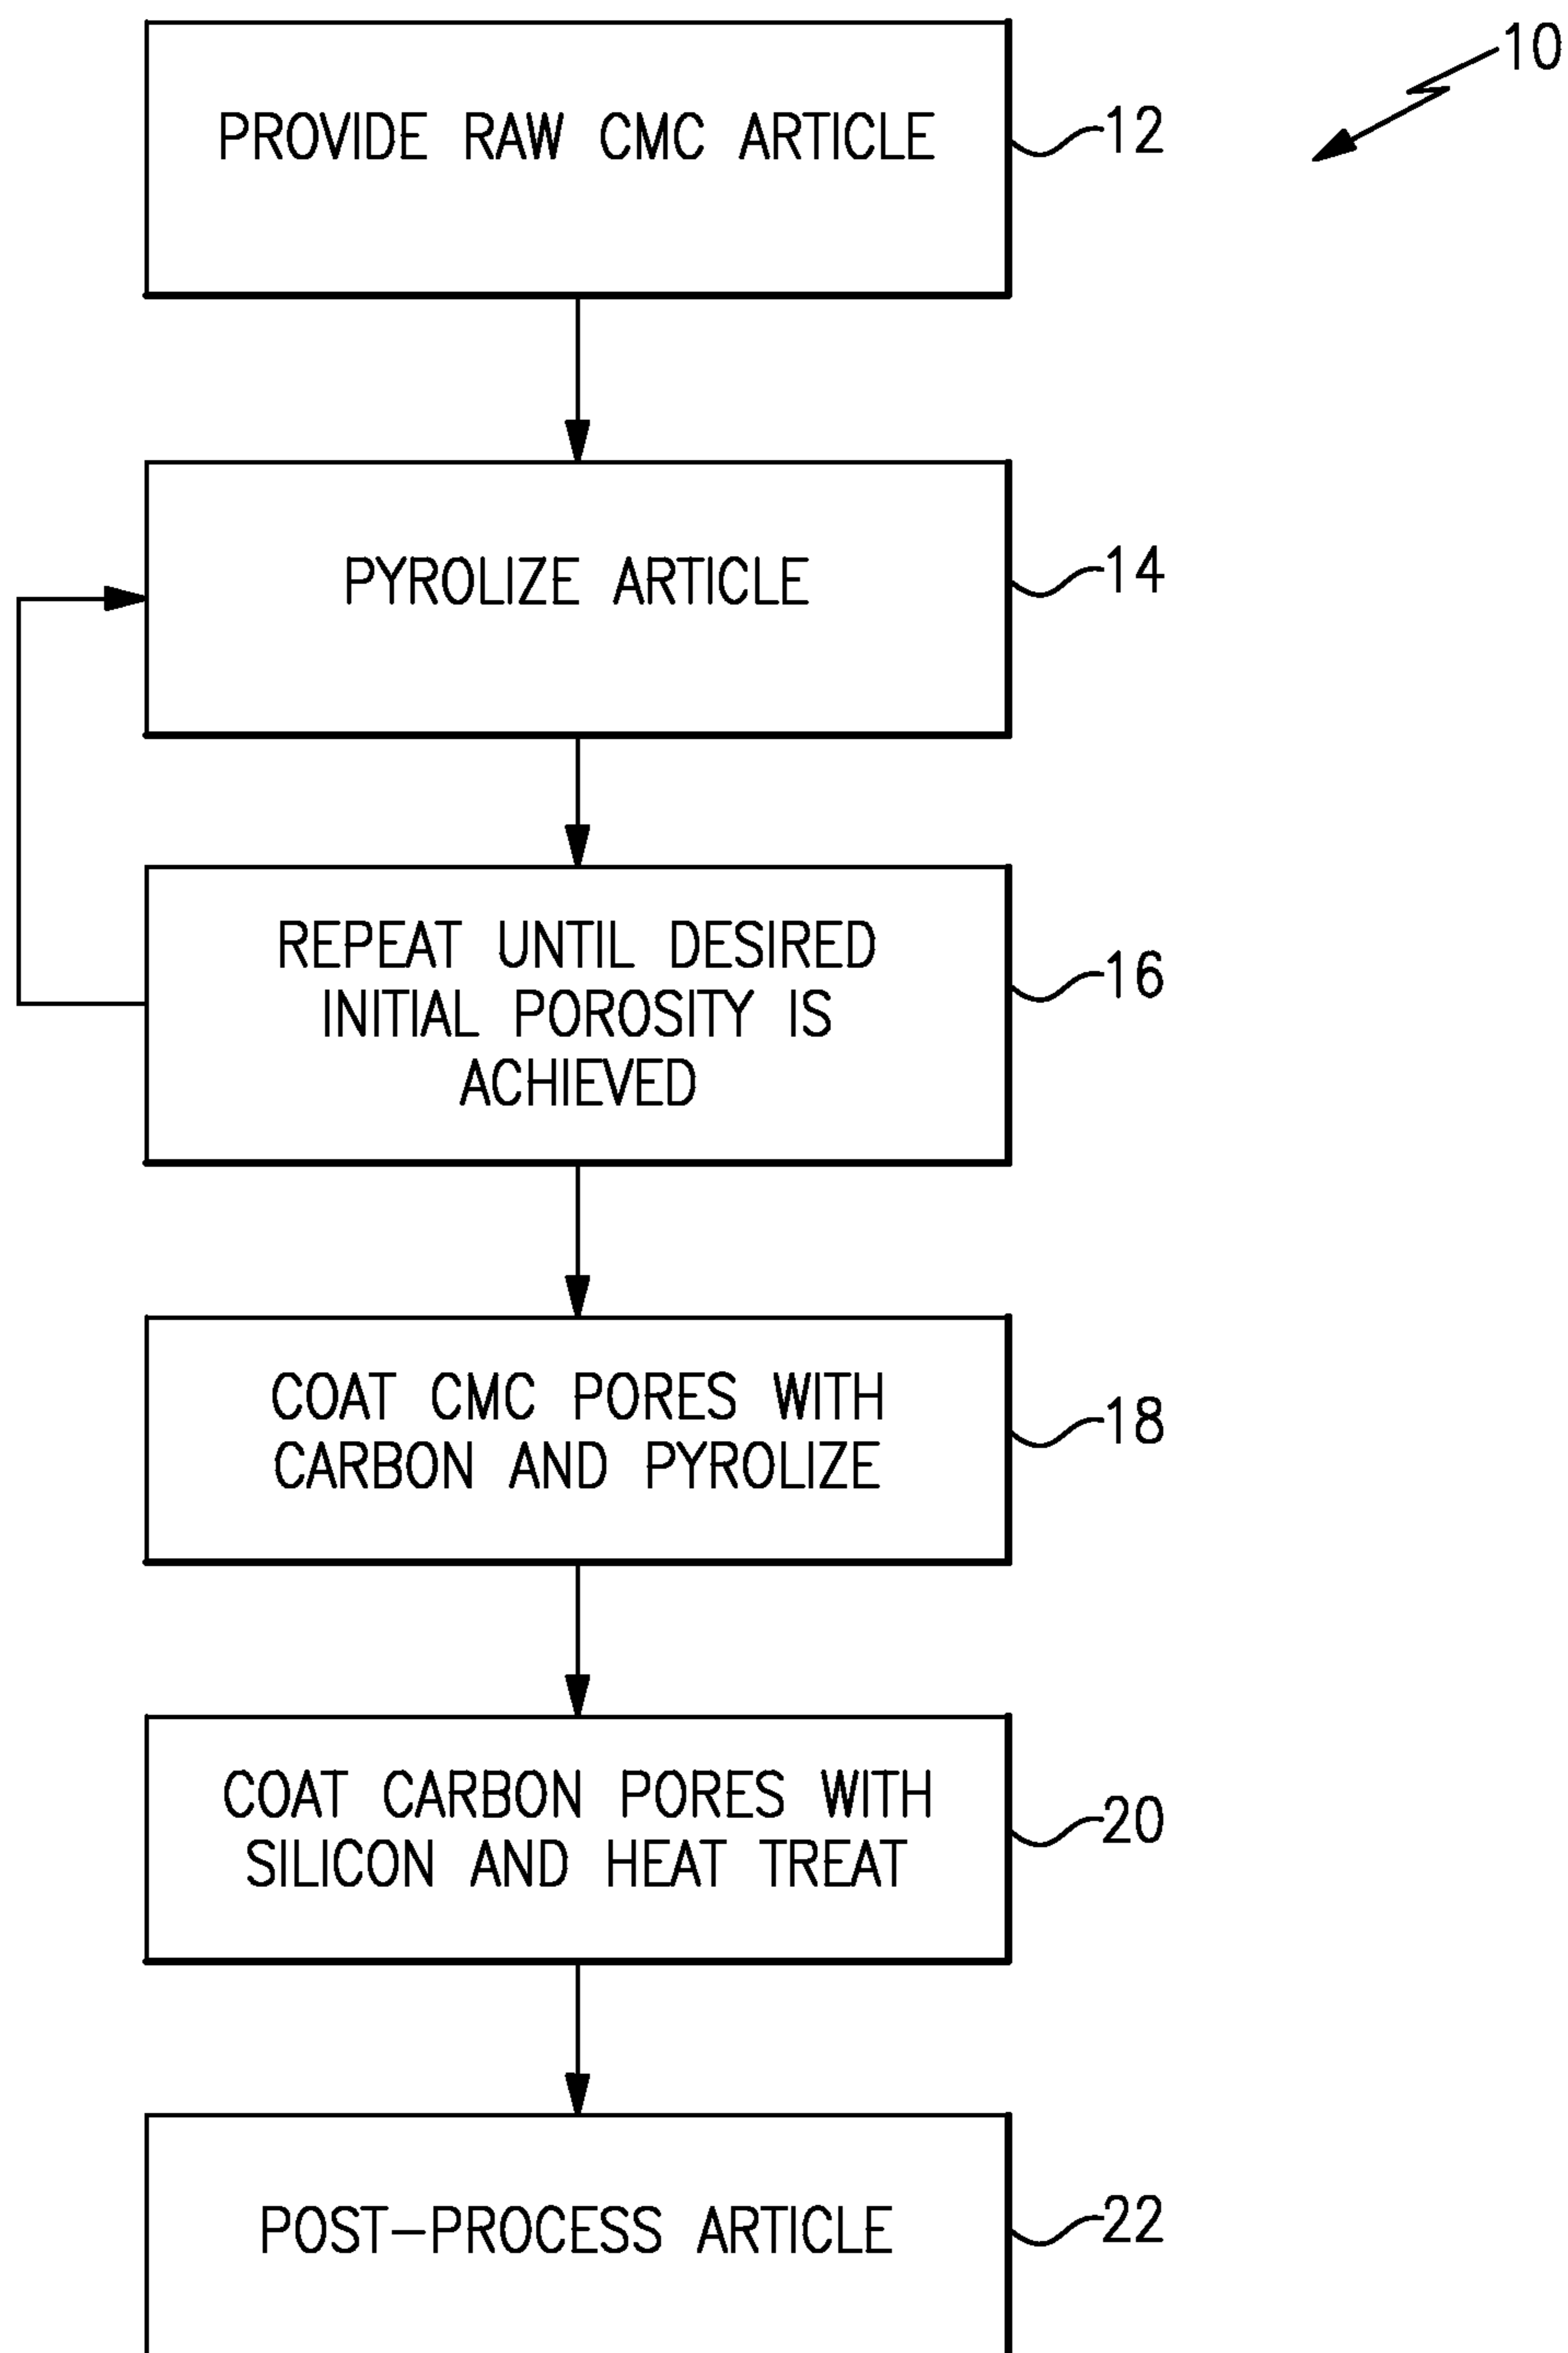 10
PROVIDE RAW CMC ARTICLE
12
PYROLIZE ARTICLE
14
REPEAT UNTIL DESIRED
INITIAL POROSITY IS
ACHIEVED
16
COAT CMC PORES WITH
CARBON AND PYROLIZE
18
COAT CARBON PORES WITH
SILICON AND HEAT TREAT
20
POST-PROCESS ARTICLE
22